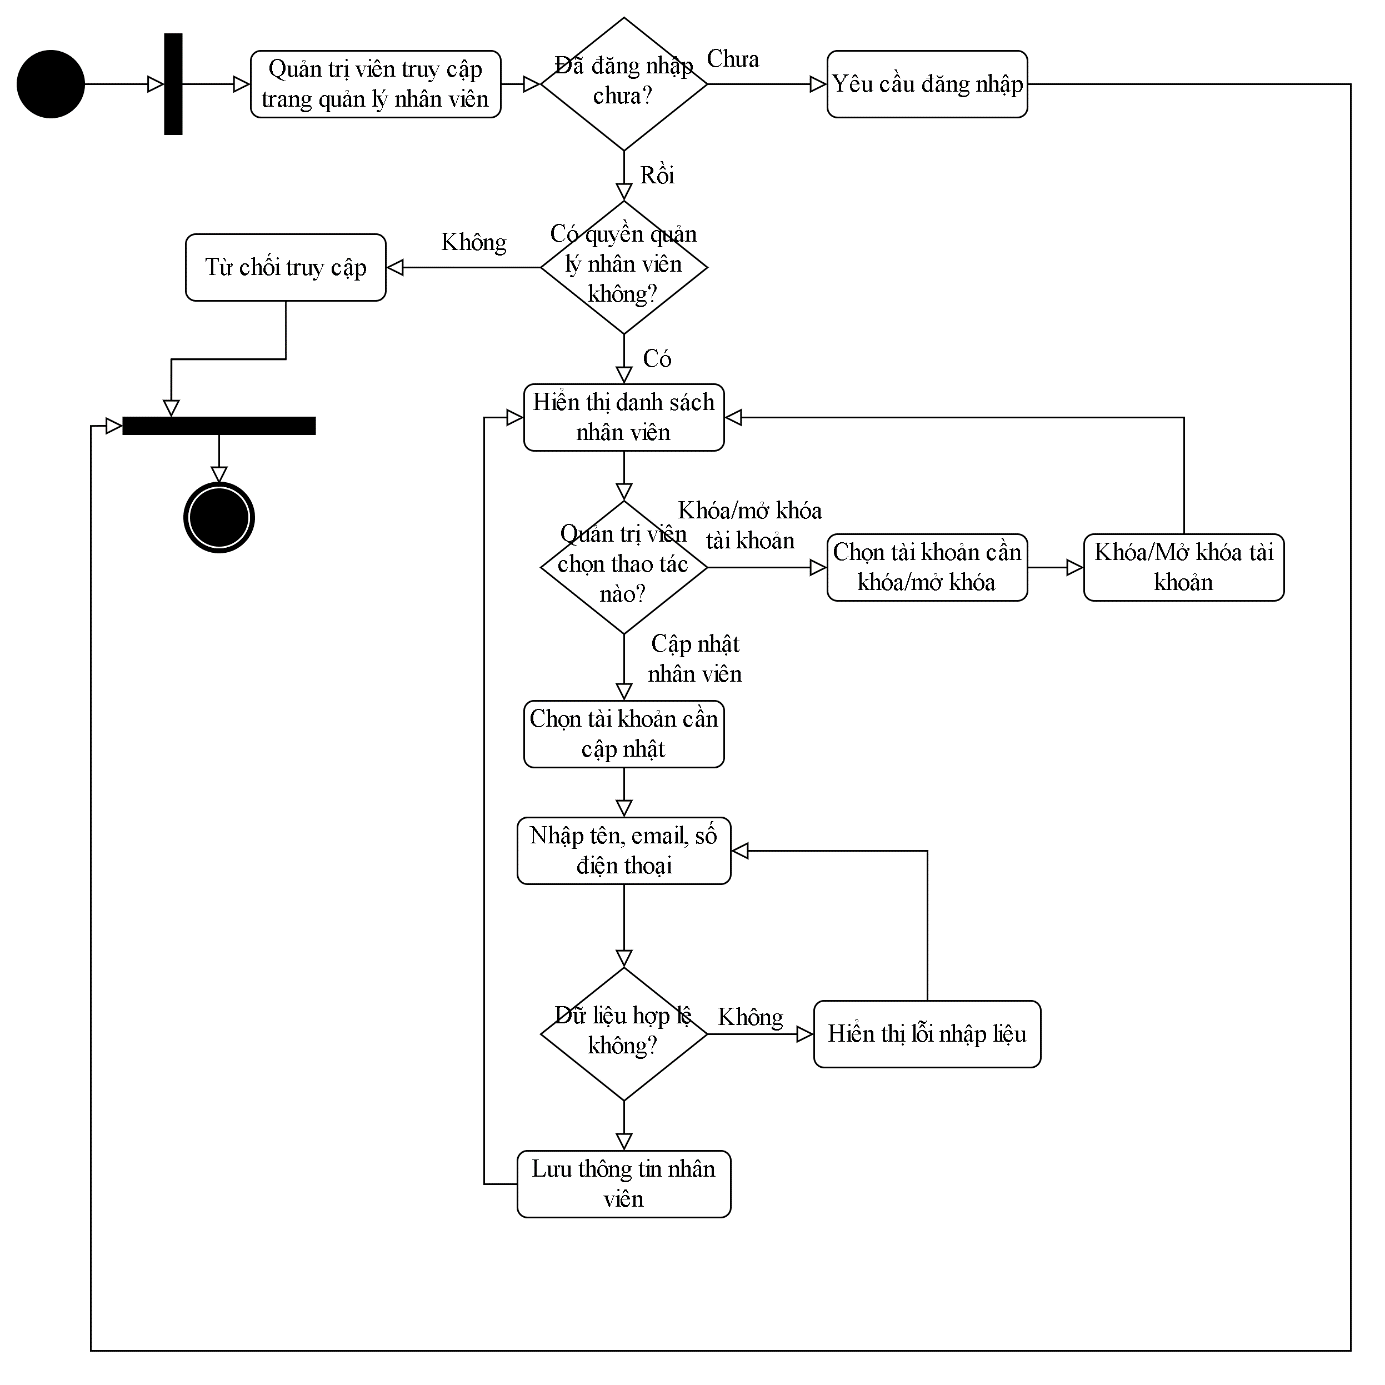 Quản trị viên truy cập
trang quản lý nhân viên
Đã đăng nhập
chưa?
Chưa
Yêu cầu đăng nhập
Rồi
Có quyền quản
lý nhân viên
không?
Không
Từ chối truy cập
Có
Hiển thị danh sách
nhân viên
Quản trị viên
chọn thao tác
nào?
Khóa/mở khóa
tài khoản
Chọn tài khoản cần
khóa/mở khóa
Khóa/Mở khóa tài
khoản
Cập nhật
nhân viên
Chọn tài khoản cần
cập nhật
Nhập tên, email, số
điện thoại
Dữ liệu hợp lệ
không?
Không
Hiển thị lỗi nhập liệu
Lưu thông tin nhân
viên